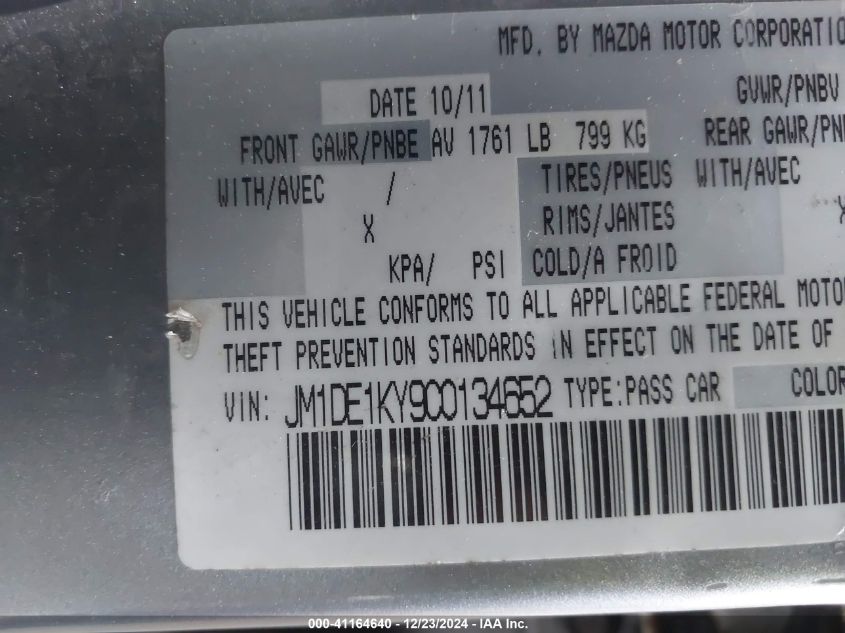 MFD. BY MAZDA MOTOR CORPORATIO
DATE 10/11 GVWR/PNBV
FRONT GAWR/PNBE AV 1761 LB 799 KG REAR GAWR/PN
WITH/AVEC / TIRES/PNEUS WITH/AVEC
X RIMS/JANTES X
KPA/ PSI COLD/A FROID
THIS VEHICLE CONFORMS TO ALL APPLICABLE FEDERAL MOTO
THEFT PREVENTION STANDARDS IN EFFECT ON THE DATE OF
VIN: JM1DE1KY9C0134652 TYPE:PASS CAR COLOR
000-41164640 - 12/23/2024 - IAA Inc.